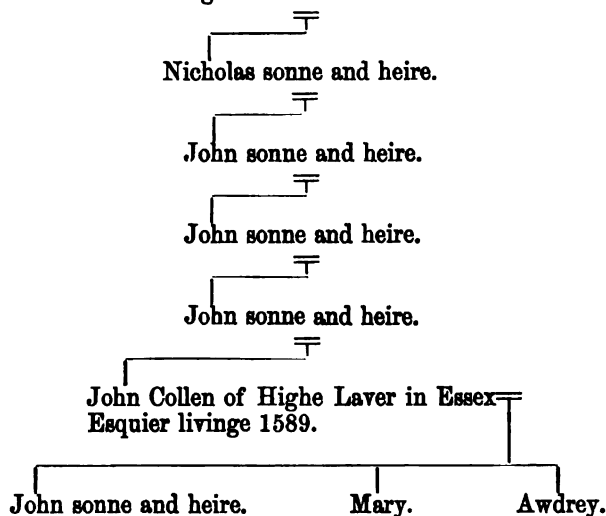 Nicholas sonne and heire.
John sonne and heire.
John sonne and heire.
John sonne and heire.
John Collen of Highe Laver in Essex
Esquier livinge 1589.
John sonne and heire. Mary. Awdrey.